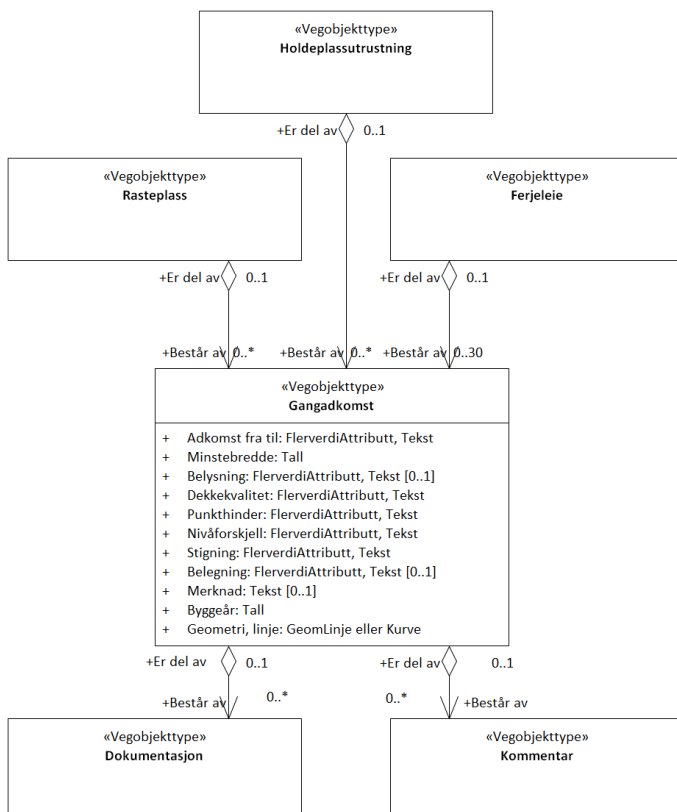 «Vegobjekttype»
Holdeplassutrustning
+Er del av 0..1
«Vegobjekttype»
Rasteplass
«Vegobjekttype»
Ferjeleie
+Er del av 0..1
+Er del av 0..1
+Består av 0..*
+Består av 0..*
+Består av 0..30
«Vegobjekttype»
Gangadkomst
+ Adkomst fra til: FlerverdiAttributt, Tekst
+ Minstebredde: Tall
+ Belysning: FlerverdiAttributt, Tekst [0..1]
+ Dekkekvalitet: FlerverdiAttributt, Tekst
+ Punkthinder: FlerverdiAttributt, Tekst
+ Nivåforskjell: FlerverdiAttributt, Tekst
+ Stigning: FlerverdiAttributt, Tekst
+ Belegning: FlerverdiAttributt, Tekst [0..1]
+ Merknad: Tekst [0..1]
+ Byggeår: Tall
+ Geometri, linje: GeomLinje eller Kurve
+Er del av 0..1
+Er del av 0..1
+Består av 0..*
0..* +Består av
«Vegobjekttype»
Dokumentasjon
«Vegobjekttype»
Kommentar